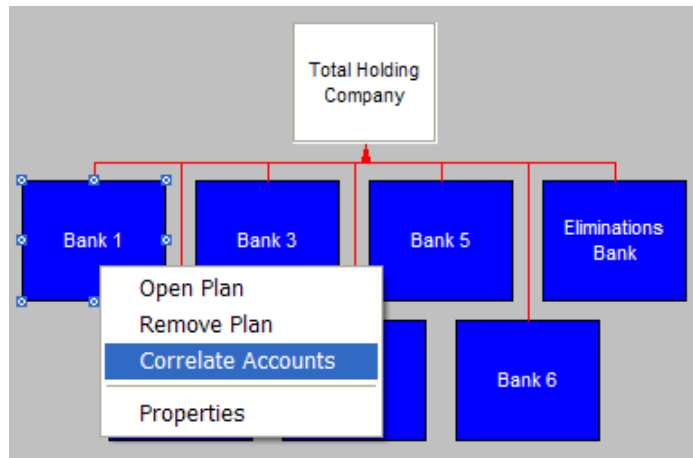 Total Holding
Company
Bank 1
Bank 3
Bank 5
Eliminations
Bank
Open Plan
Remove Plan
Correlate Accounts
Properties
Bank 6